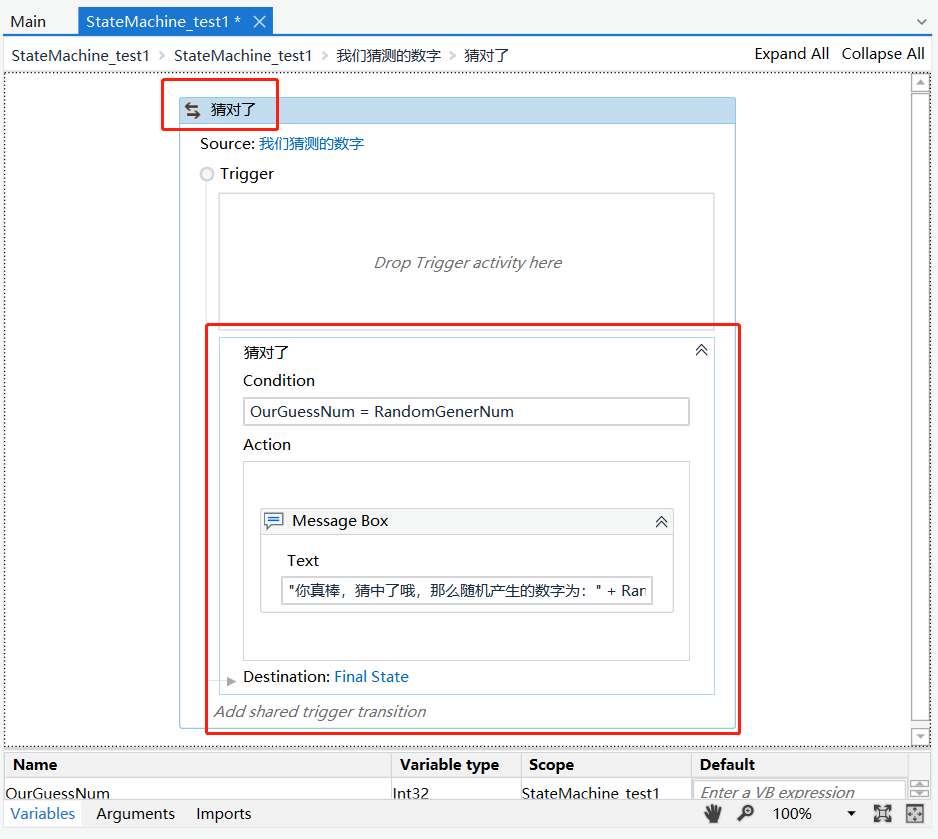 Main StateMachine_test1 *
StateMachine_test1 > StateMachine_test1 > 我们猜测的数字 > 猜对了 Expand All Collapse All
猜对了
Source: 我们猜测的数字
Trigger
Drop Trigger activity here
猜对了
Condition
OurGuessNum = RandomGenerNum
Action
Message Box
Text
"你真棒，猜中了哦，那么随机产生的数字为：" + Ran
Destination: Final State
Add shared trigger transition
Name Variable type Scope Default
OurGuessNum Int32 StateMachine_test1 Enter a VB expression
Variables Arguments Imports 100%